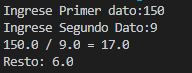 Ingrese Primer dato:150
Ingrese Segundo Dato:9
150.0 / 9.0 = 17.0
Resto: 6.0